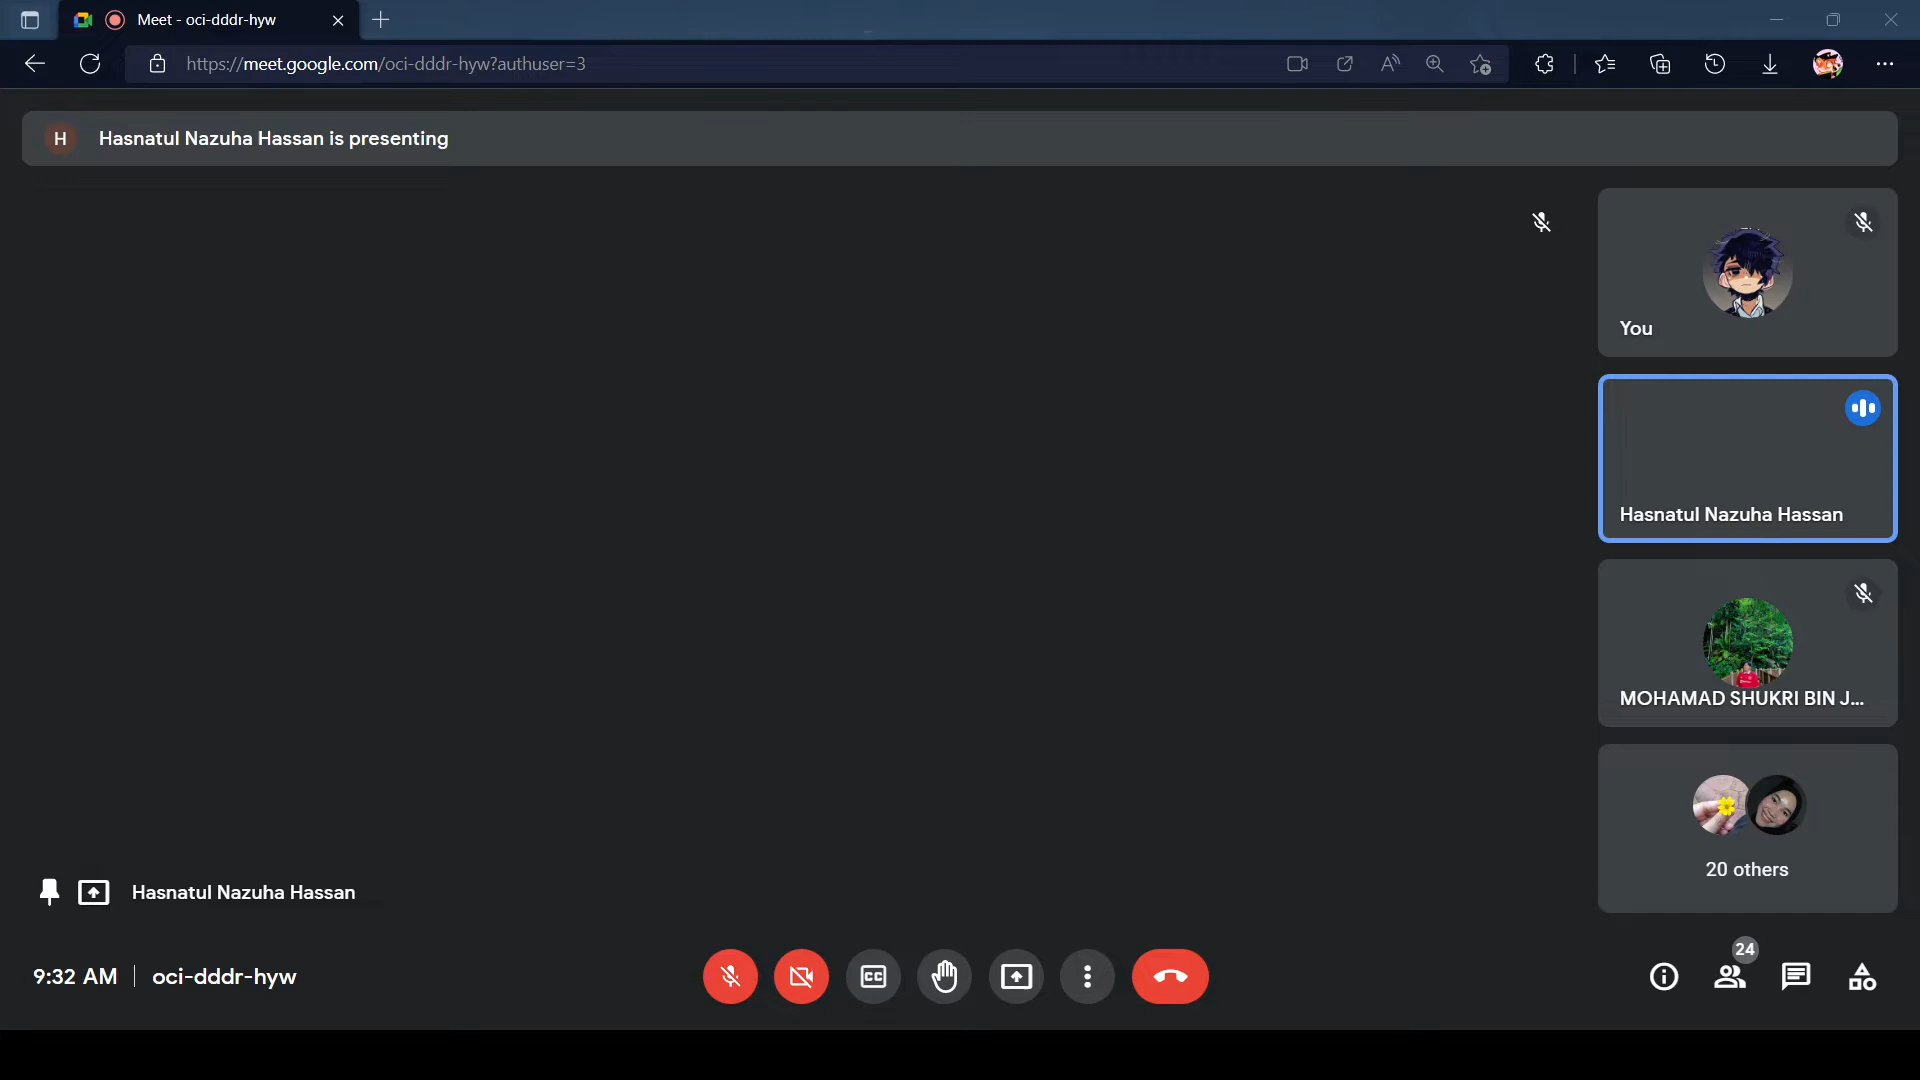 Meet - oci-dddr-hyw
https://meet.google.com/oci-dddr-hyw?authuser=3
H Hasnatul Nazuha Hassan is presenting
You
Hasnatul Nazuha Hassan
MOHAMAD SHUKRI BIN J...
20 others
Hasnatul Nazuha Hassan
24
9:32 AM | oci-dddr-hyw
CC